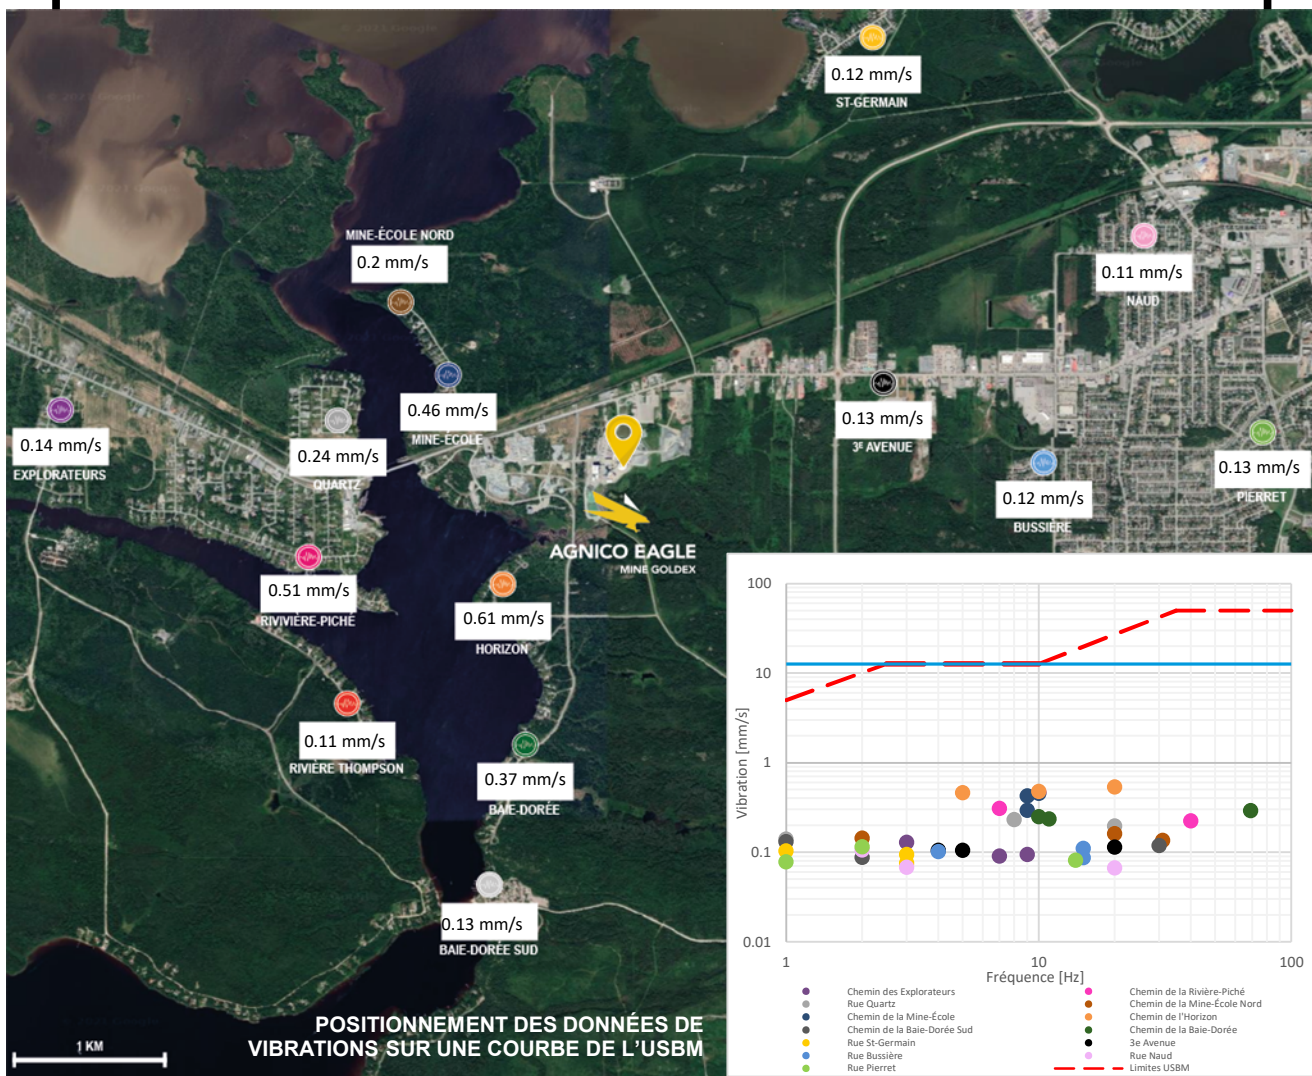 0.12 mm/s
ST-GERMAIN
MINE-ÉCOLE NORD
0.2 mm/s
0.11 mm/s
NAUD
0.46 mm/s
MINE-ÉCOLE
0.14 mm/s
EXPLORATEURS
0.24 mm/s
QUARTZ
0.13 mm/s
3E AVENUE
0.12 mm/s
BUSSIÈRE
0.13 mm/s
PIERRET
AGNICO EAGLE
MINE GOLDEX
0.51 mm/s
RIVIVIÈRE-PICHÉ
0.61 mm/s
HORIZON
0.11 mm/s
RIVIÈRE THOMPSON
0.37 mm/s
BAIE-DORÉE
0.13 mm/s
BAIE-DORÉE SUD
POSITIONNEMENT DES DONNÉES DE
VIBRATIONS SUR UNE COURBE DE L'USBM
1 KM
100
10
1
0.1
0.01
Vibration [mm/s]
1
10
100
Fréquence [Hz]
Chemin des Explorateurs
Chemin de la Rivière-Piché
Rue Quartz
Chemin de la Mine-École Nord
Chemin de la Mine-École
Chemin de l'Horizon
Chemin de la Baie-Dorée Sud
Chemin de la Baie-Dorée
Rue St-Germain
3e Avenue
Rue Bussière
Rue Naud
Rue Pierret
Limites USBM